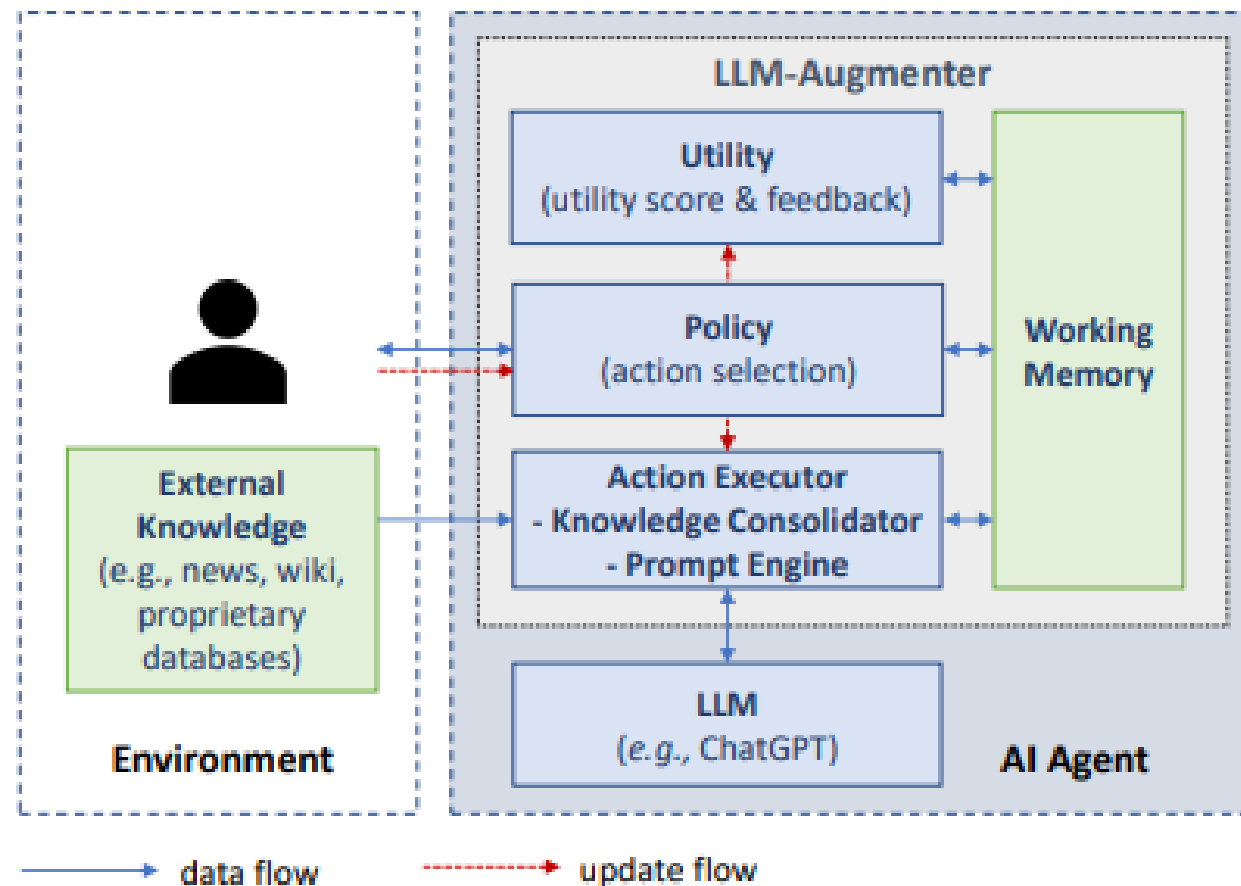 LLM-Augmenter
Utility
(utility score & feedback)
Policy
(action selection)
Working
Memory
External
Knowledge
(e.g., news, wiki,
proprietary
databases)
Action Executor
- Knowledge Consolidator
- Prompt Engine
LLM
(e.g., ChatGPT)
Environment
AI Agent
data flow
update flow